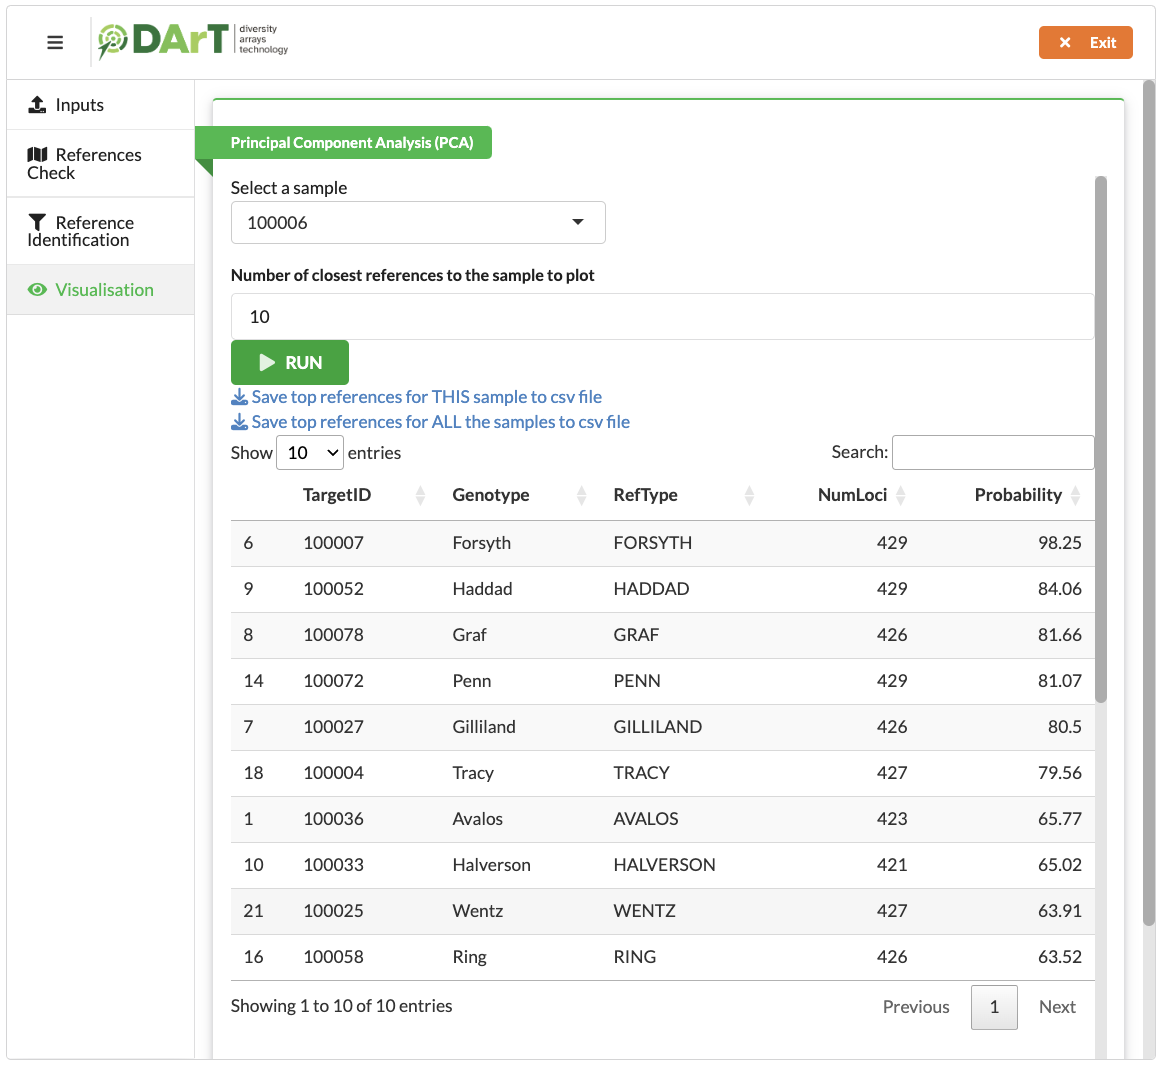 DArT diversity arrays technology
Exit
Inputs
References
Check
Reference
Identification
Visualisation
Principal Component Analysis (PCA)
Select a sample
100006
Number of closest references to the sample to plot
10
RUN
Save top references for THIS sample to csv file
Save top references for ALL the samples to csv file
Show 10 entries Search:
TargetID Genotype RefType NumLoci Probability
6 100007 Forsyth FORSYTH 429 98.25
9 100052 Haddad HADDAD 429 84.06
8 100078 Graf GRAF 426 81.66
14 100072 Penn PENN 429 81.07
7 100027 Gilliland GILLILAND 426 80.5
18 100004 Tracy TRACY 427 79.56
1 100036 Avalos AVALOS 423 65.77
10 100033 Halverson HALVERSON 421 65.02
21 100025 Wentz WENTZ 427 63.91
16 100058 Ring RING 426 63.52
Showing 1 to 10 of 10 entries Previous 1 Next